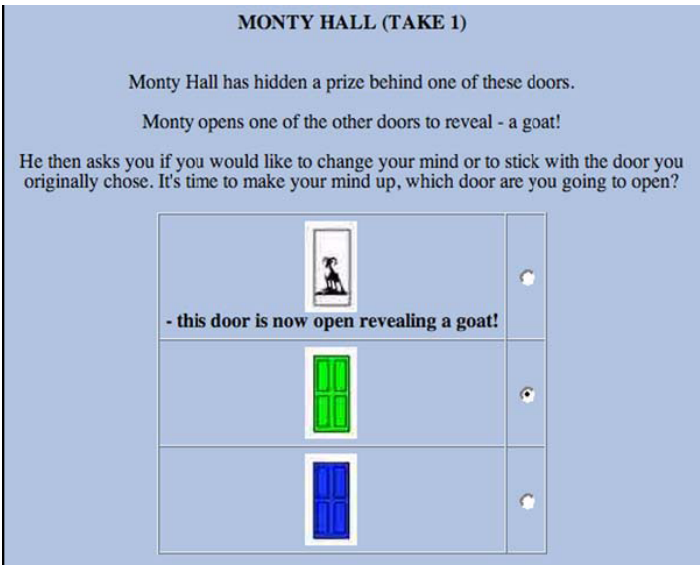 MONTY HALL (TAKE 1)
Monty Hall has hidden a prize behind one of these doors.
Monty opens one of the other doors to reveal - a goat!
He then asks you if you would like to change your mind or to stick with the door you
originally chose. It's time to make your mind up, which door are you going to open?
- this door is now open revealing a goat!